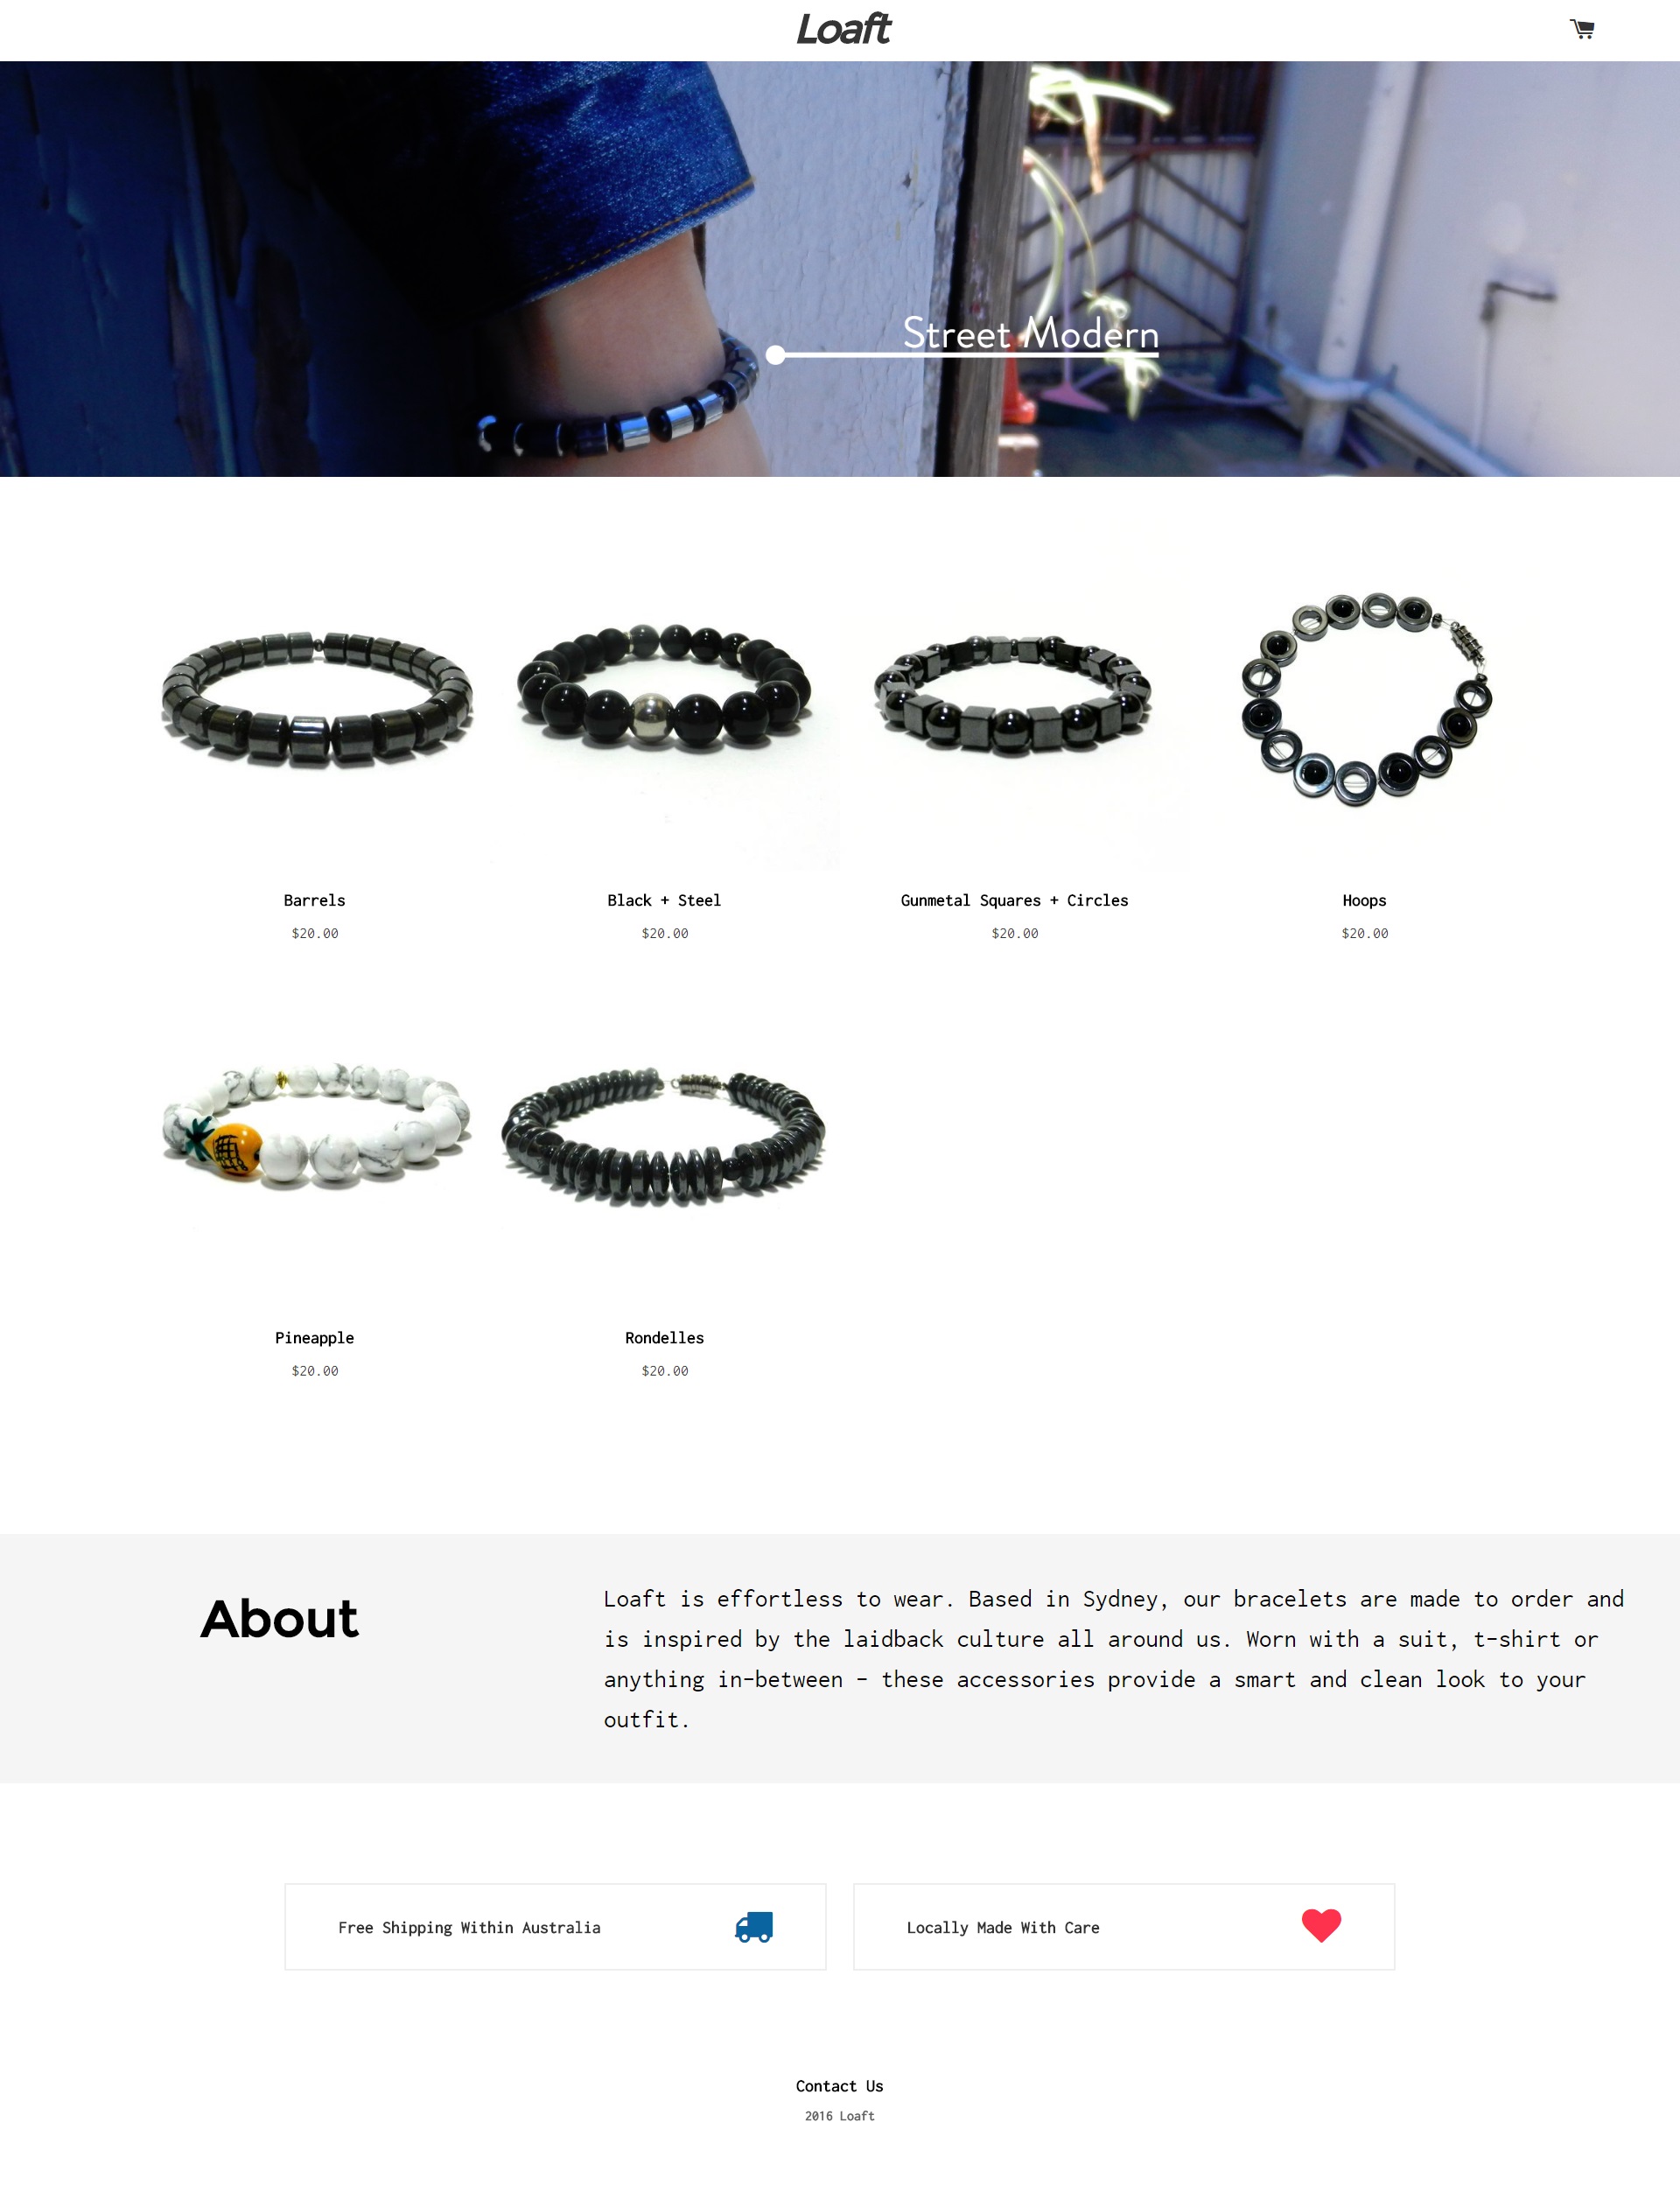 Loaft
Street Modern
Barrels
$20.00
Black + Steel
$20.00
Gunmetal Squares + Circles
$20.00
Hoops
$20.00
Pineapple
$20.00
Rondelles
$20.00
About
Loaft is effortless to wear. Based in Sydney, our bracelets are made to order and
is inspired by the laidback culture all around us. Worn with a suit, t-shirt or
anything in-between - these accessories provide a smart and clean look to your
outfit.
Free Shipping Within Australia
Locally Made With Care
Contact Us
2016 Loaft